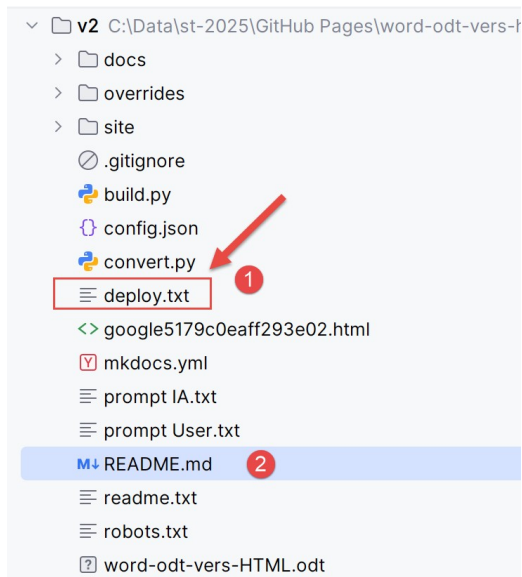 v2 C:\Data\st-2025\GitHub Pages\word-odt-vers-h
docs
overrides
site
.gitignore
build.py
{} config.json
convert.py
1
deploy.txt
<> google5179c0eaff293e02.html
Y mkdocs.yml
prompt IA.txt
prompt User.txt
M↓ README.md 2
readme.txt
robots.txt
? word-odt-vers-HTML.odt